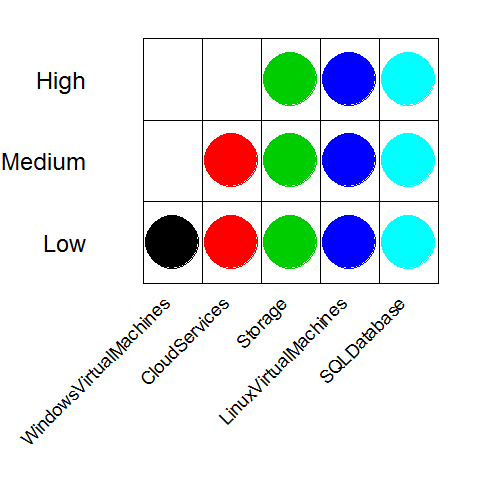 High
Medium
Low
WindowsVirtualMachines
CloudServices
Storage
LinuxVirtualMachines
SQLDatabase